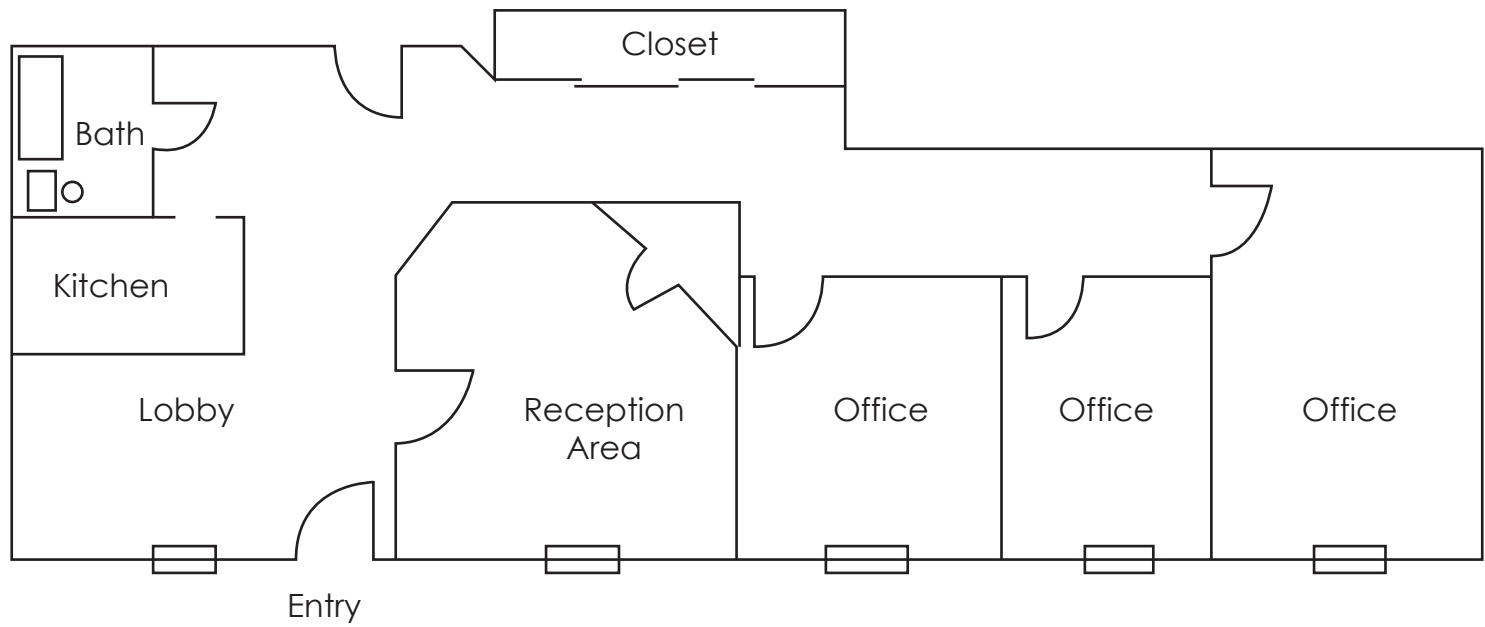 Closet
Bath
Kitchen
Lobby
Reception
Area
Office
Office
Office
Entry